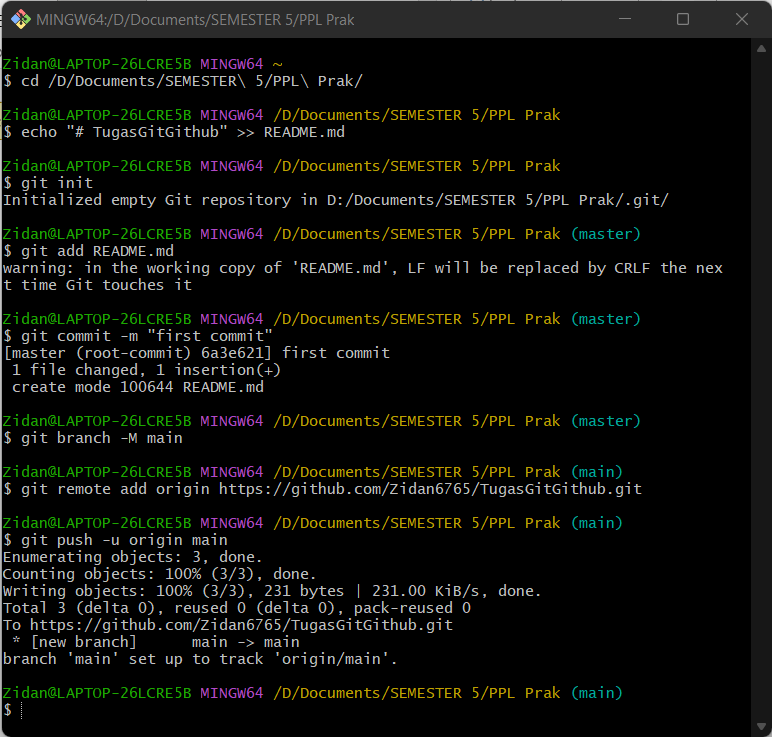 MINGW64:/D/Documents/SEMESTER 5/PPL Prak
Zidan@LAPTOP-26LCRE5B MINGW64 ~
$ cd /D/Documents/SEMESTER\ 5/PPL\ Prak/
Zidan@LAPTOP-26LCRE5B MINGW64 /D/Documents/SEMESTER 5/PPL Prak
$ echo "# TugasGitGithub" >> README.md
Zidan@LAPTOP-26LCRE5B MINGW64 /D/Documents/SEMESTER 5/PPL Prak
$ git init
Initialized empty Git repository in D:/Documents/SEMESTER 5/PPL Prak/.git/
Zidan@LAPTOP-26LCRE5B MINGW64 /D/Documents/SEMESTER 5/PPL Prak (master)
$ git add README.md
warning: in the working copy of 'README.md', LF will be replaced by CRLF the nex
t time Git touches it
Zidan@LAPTOP-26LCRE5B MINGW64 /D/Documents/SEMESTER 5/PPL Prak (master)
$ git commit -m "first commit"
[master (root-commit) 6a3e621] first commit
 1 file changed, 1 insertion(+)
 create mode 100644 README.md
Zidan@LAPTOP-26LCRE5B MINGW64 /D/Documents/SEMESTER 5/PPL Prak (master)
$ git branch -M main
Zidan@LAPTOP-26LCRE5B MINGW64 /D/Documents/SEMESTER 5/PPL Prak (main)
$ git remote add origin https://github.com/Zidan6765/TugasGitGithub.git
Zidan@LAPTOP-26LCRE5B MINGW64 /D/Documents/SEMESTER 5/PPL Prak (main)
$ git push -u origin main
Enumerating objects: 3, done.
Counting objects: 100% (3/3), done.
Writing objects: 100% (3/3), 231 bytes | 231.00 KiB/s, done.
Total 3 (delta 0), reused 0 (delta 0), pack-reused 0
To https://github.com/Zidan6765/TugasGitGithub.git
 * [new branch]      main -> main
branch 'main' set up to track 'origin/main'.
Zidan@LAPTOP-26LCRE5B MINGW64 /D/Documents/SEMESTER 5/PPL Prak (main)
$